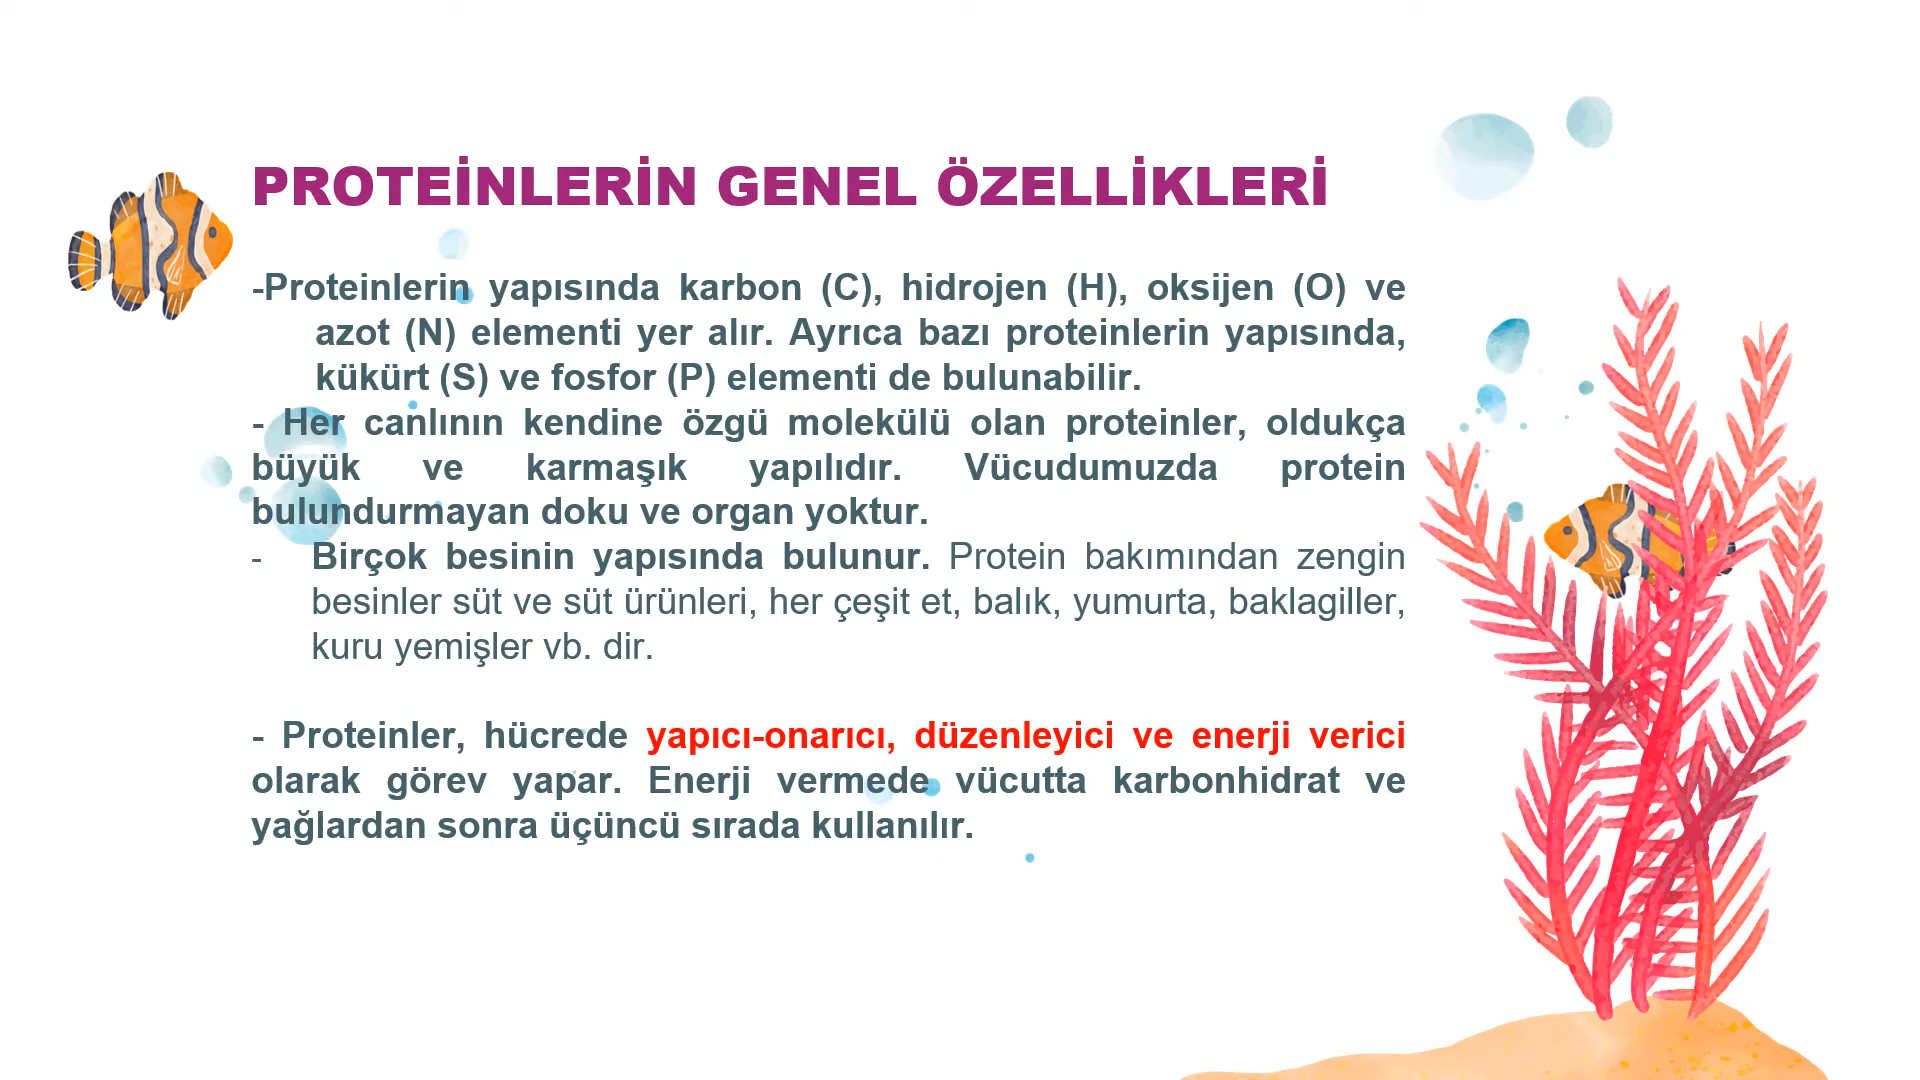 PROTEİNLERİN GENEL ÖZELLİKLERİ
-Proteinlerin yapısında karbon (C), hidrojen (H), oksijen (O) ve
azot (N) elementi yer alır. Ayrıca bazı proteinlerin yapısında,
kükürt (S) ve fosfor (P) elementi de bulunabilir.
- Her canlının kendine özgü molekülü olan proteinler, oldukça
büyük ve karmaşık yapılıdır. Vücudumuzda protein
bulundurmayan doku ve organ yoktur.
- Birçok besinin yapısında bulunur. Protein bakımından zengin
besinler süt ve süt ürünleri, her çeşit et, balık, yumurta, baklagiller,
kuru yemişler vb. dir.
- Proteinler, hücrede yapıcı-onarıcı, düzenleyici ve enerji verici
olarak görev yapar. Enerji vermede vücutta karbonhidrat ve
yağlardan sonra üçüncü sırada kullanılır.